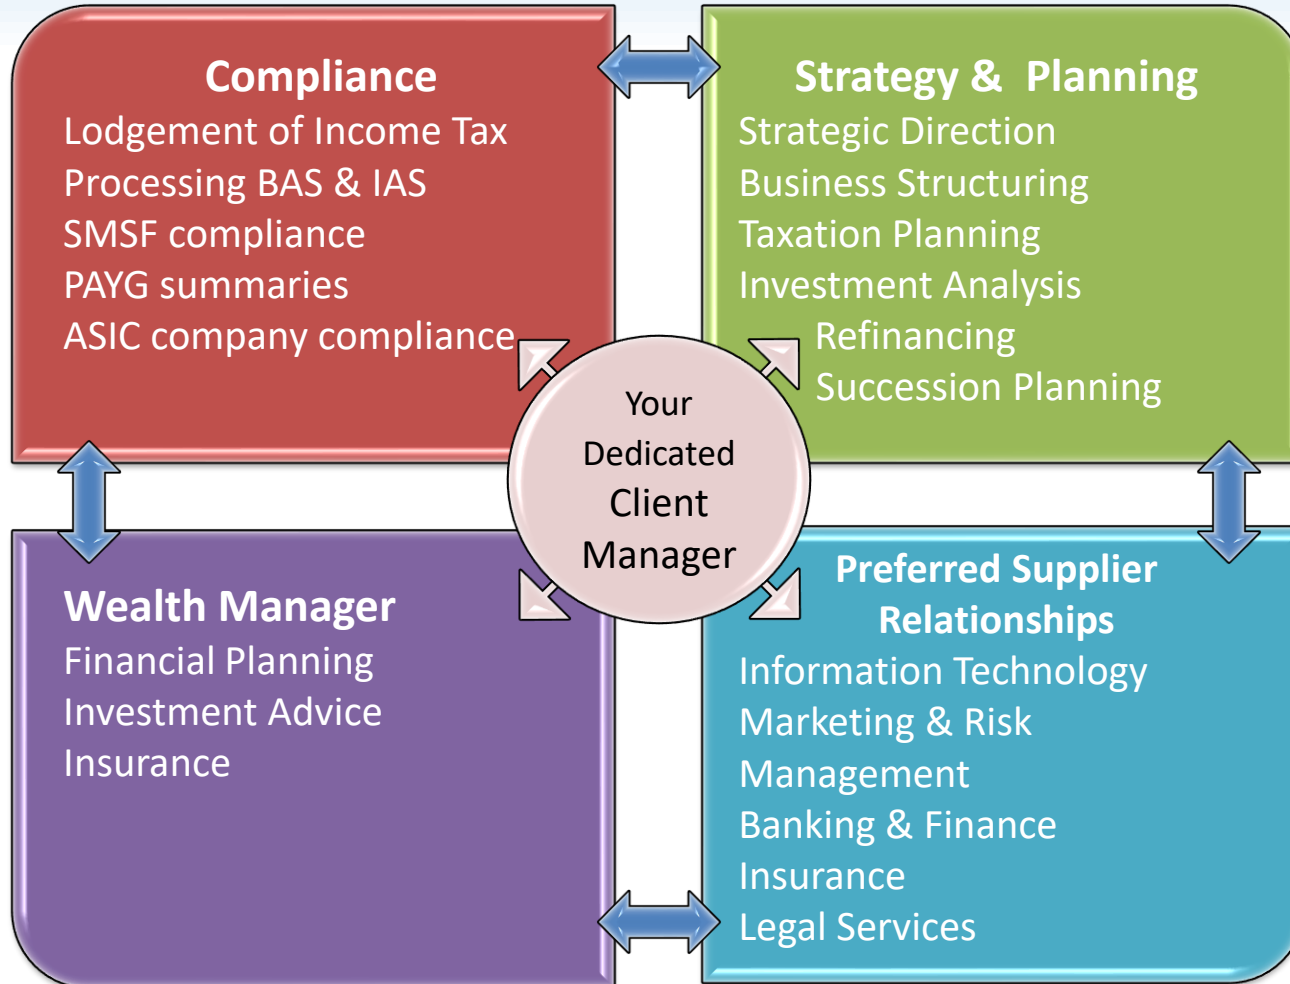 Compliance
Lodgement of Income Tax
Processing BAS & IAS
SMSF compliance
PAYG summaries
ASIC company compliance
Strategy & Planning
Strategic Direction
Business Structuring
Taxation Planning
Investment Analysis
Refinancing
Succession Planning
Your
Dedicated
Client
Manager
Wealth Manager
Financial Planning
Investment Advice
Insurance
Preferred Supplier
Relationships
Information Technology
Marketing & Risk
Management
Banking & Finance
Insurance
Legal Services